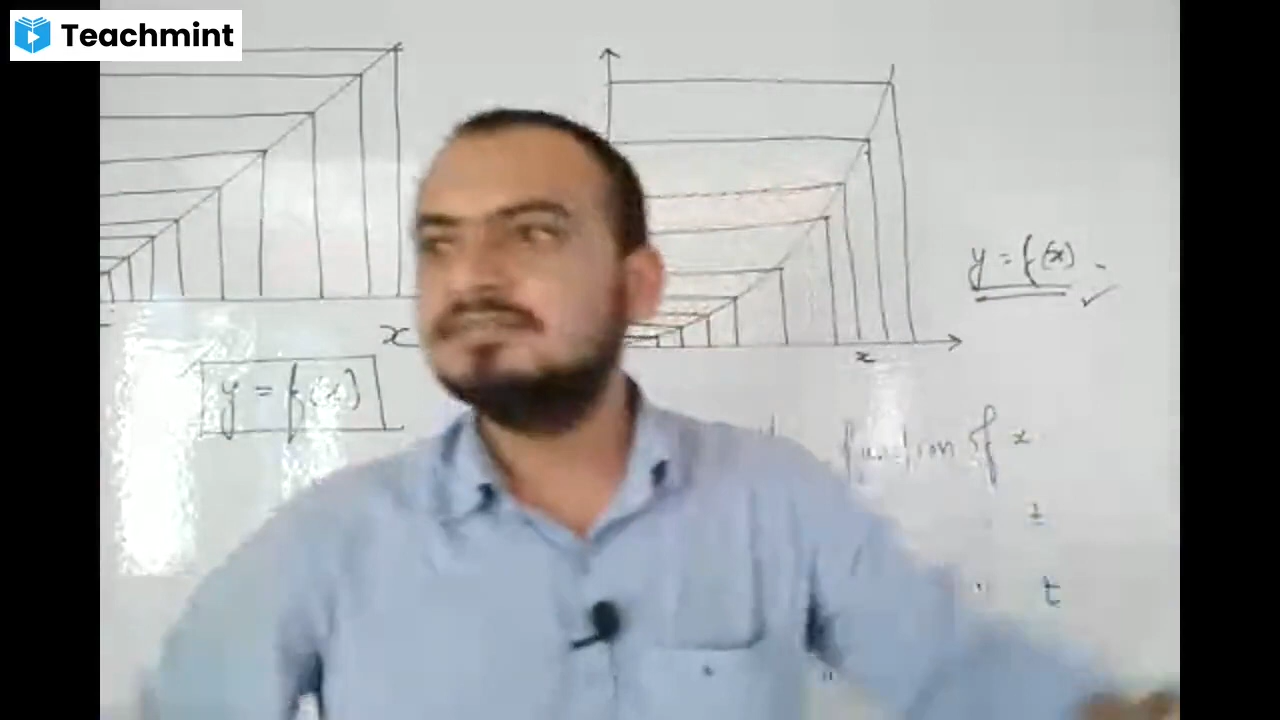 Teachmint
y = f(x)
x
x
y = f(x)
function of x
t